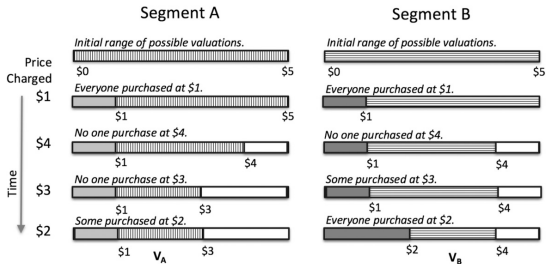 Segment A
Segment B
Price
Charged
Initial range of possible valuations.
Initial range of possible valuations.
$0
$5
$0
$5
$1
Everyone purchased at $1.
Everyone purchased at $1.
$1
$5
$1
$4
No one purchase at $4.
No one purchased at $4.
$1
$4
$1
$4
$3
No one purchased at $3.
Some purchased at $3.
$1
$3
$1
$4
$2
Some purchased at $2.
Everyone purchased at $2.
$1
$3
$2
$4
Time
VA
VB